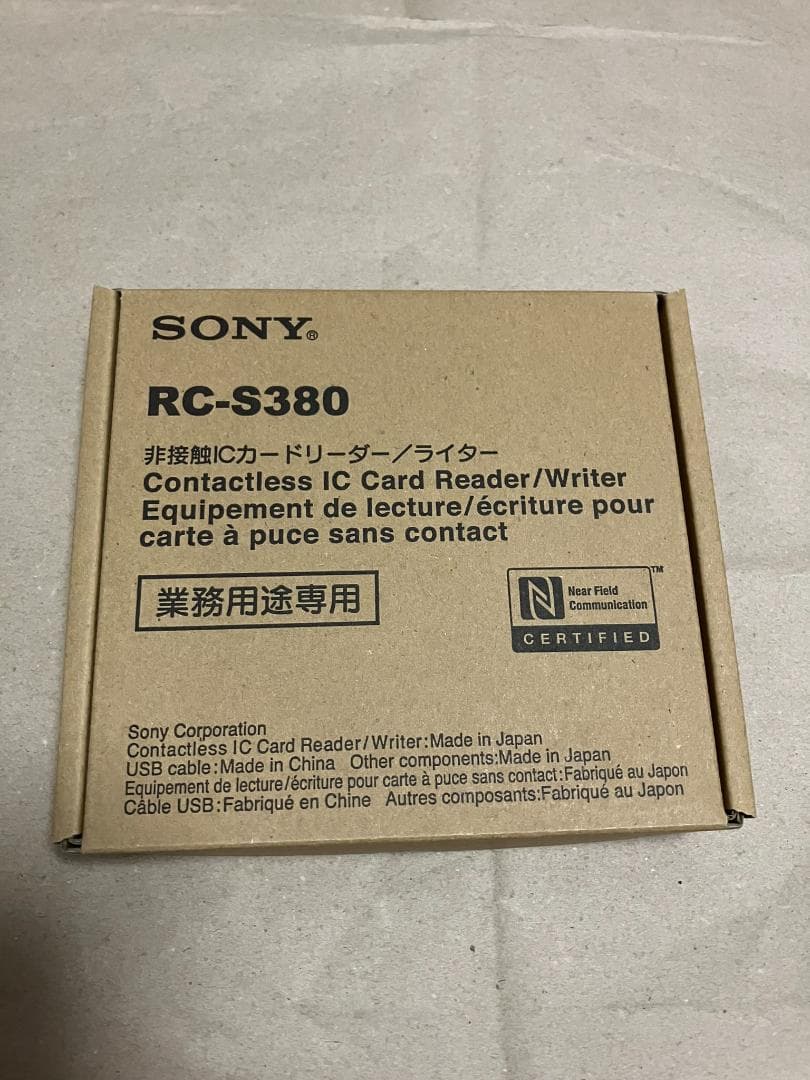 SONY®
RC-S380
非接触ICカードリーダー/ライター
Contactless IC Card Reader/Writer
Equipement de lecture/écriture pour
carte à puce sans contact
業務用途専用
N Near Field
Communication
™
CERTIFIED
Sony Corporation
Contactless IC Card Reader/Writer:Made in Japan
USB cable:Made in China Other components:Made in Japan
Equipement de lecture/écriture pour carte à puce sans contact:Fabriqué au Japon
Câble USB:Fabriqué en Chine Autres composants:Fabriqué au Japon